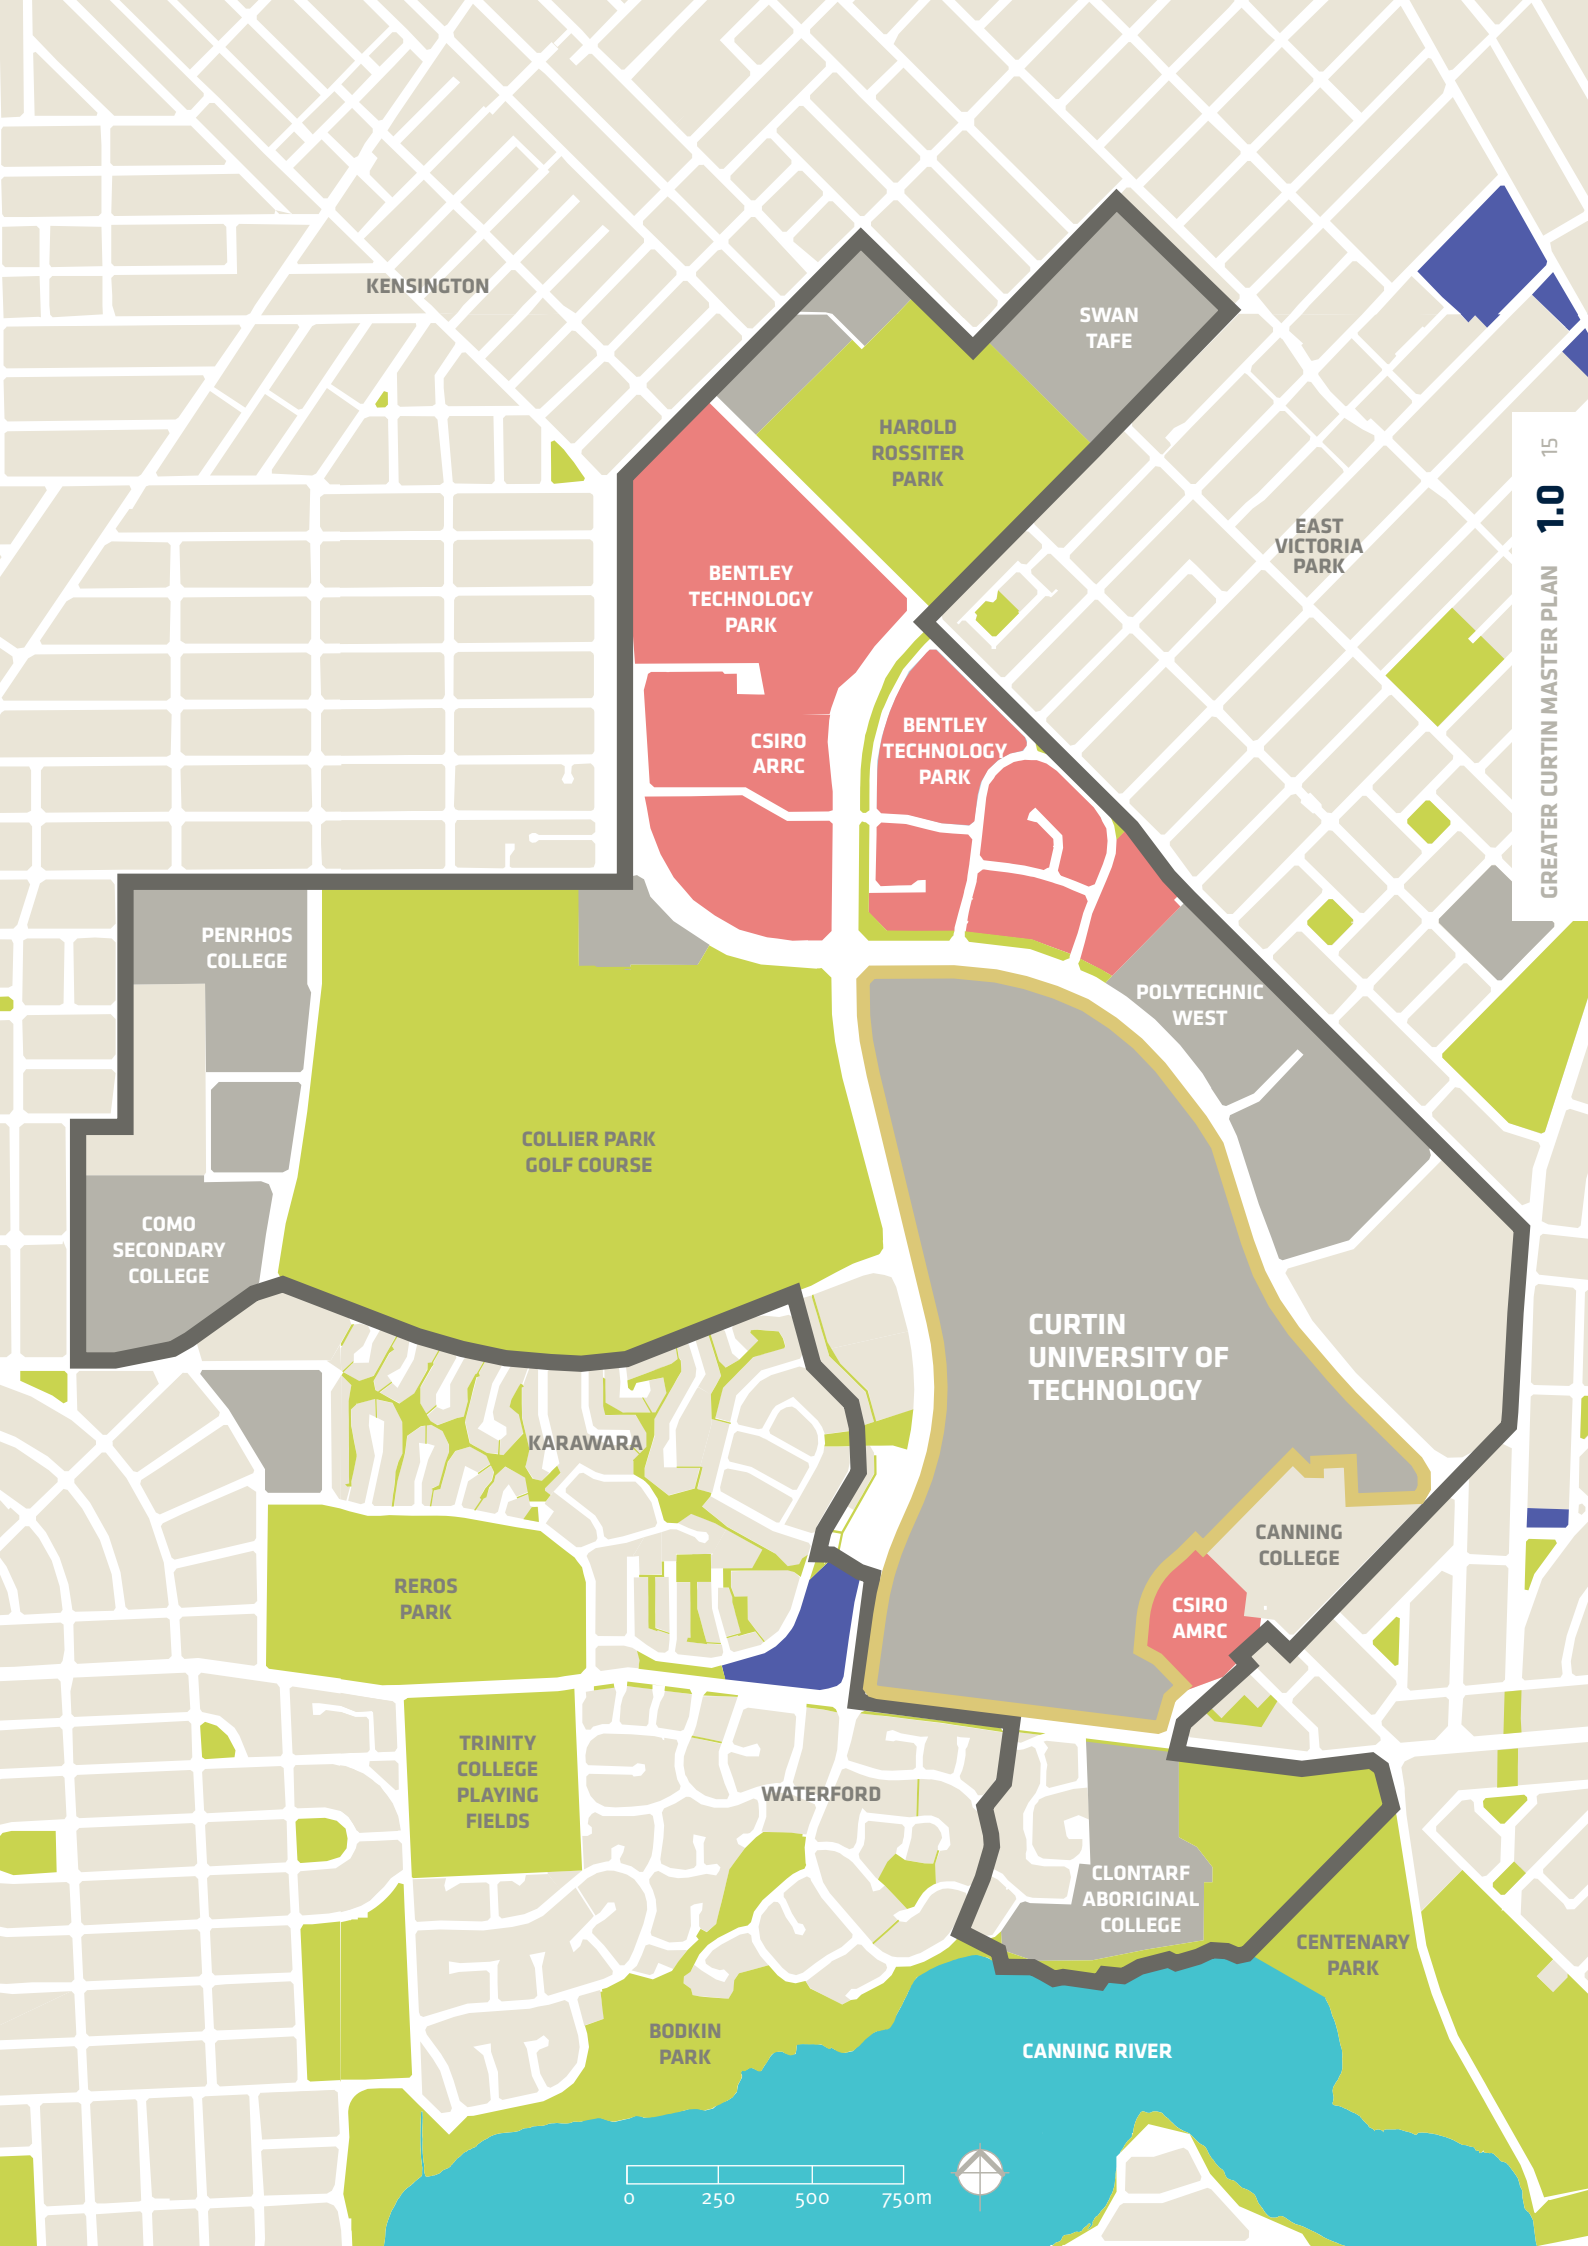 KENSINGTON
SWAN
TAFE
HAROLD
ROSSITER
PARK
EAST
VICTORIA
PARK
BENTLEY
TECHNOLOGY
PARK
CSIRO
ARRC
BENTLEY
TECHNOLOGY
PARK
GREATER CURTIN MASTER PLAN 1.0 15
PENRHOS
COLLEGE
POLYTECHNIC
WEST
COLLIER PARK
GOLF COURSE
COMO
SECONDARY
COLLEGE
CURTIN
UNIVERSITY OF
TECHNOLOGY
KARAWARA
CANNING
COLLEGE
REROS
PARK
CSIRO
AMRC
TRINITY
COLLEGE
PLAYING
FIELDS
WATERFORD
CLONTARF
ABORIGINAL
COLLEGE
CENTENARY
PARK
BODKIN
PARK
CANNING RIVER
0 250 500 750m